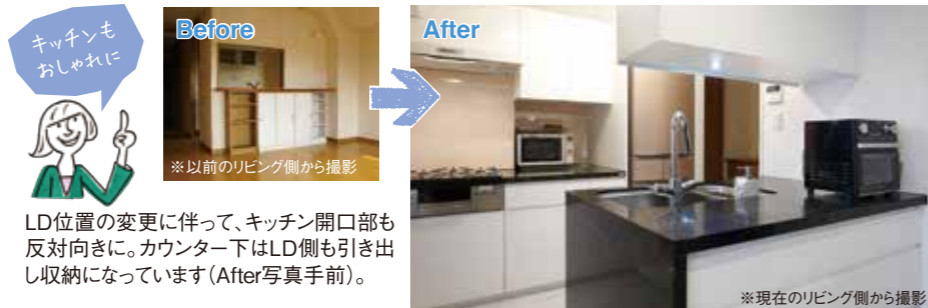 キッチンも
おしゃれに
Before
※以前のリビング側から撮影
After
※現在のリビング側から撮影
LD位置の変更に伴って、キッチン開口部も
反対向きに。カウンター下はLD側も引き出
し収納になっています(After写真手前)。